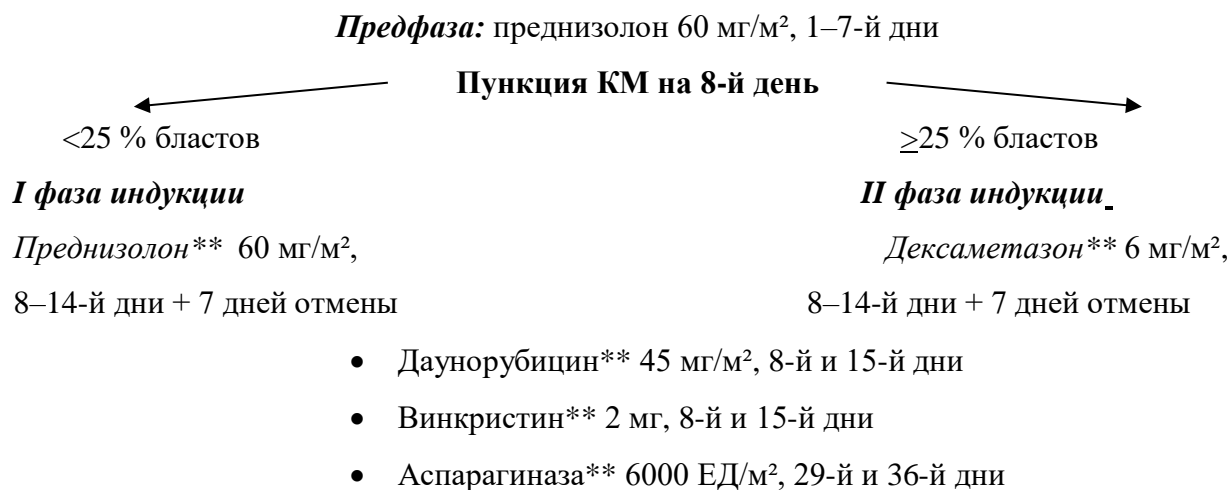 Предфаза: преднизолон 60 мг/м², 1–7-й дни
Пункция КМ на 8-й день
<25 % бластов ≥25 % бластов
I фаза индукции II фаза индукции
Преднизолон** 60 мг/м², Дексаметазон** 6 мг/м²,
8–14-й дни + 7 дней отмены 8–14-й дни + 7 дней отмены
• Даунорубицин** 45 мг/м², 8-й и 15-й дни
• Винкристин** 2 мг, 8-й и 15-й дни
• Аспарагиназа** 6000 ЕД/м², 29-й и 36-й дни